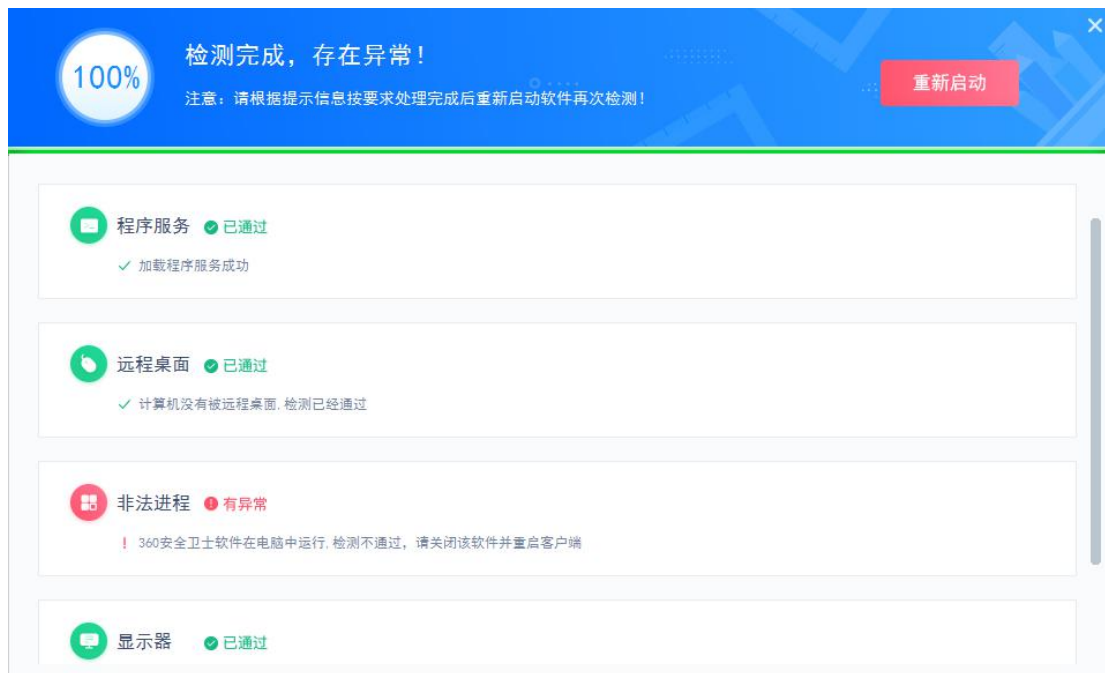 100%
检测完成，存在异常！
注意：请根据提示信息按要求处理完成后重新启动软件再次检测！
重新启动
程序服务 已通过
加载程序服务成功
远程桌面 已通过
计算机没有被远程桌面,检测已经通过
非法进程 有异常
360安全卫士软件在电脑中运行,检测不通过，请关闭该软件并重启客户端
显示器 已通过